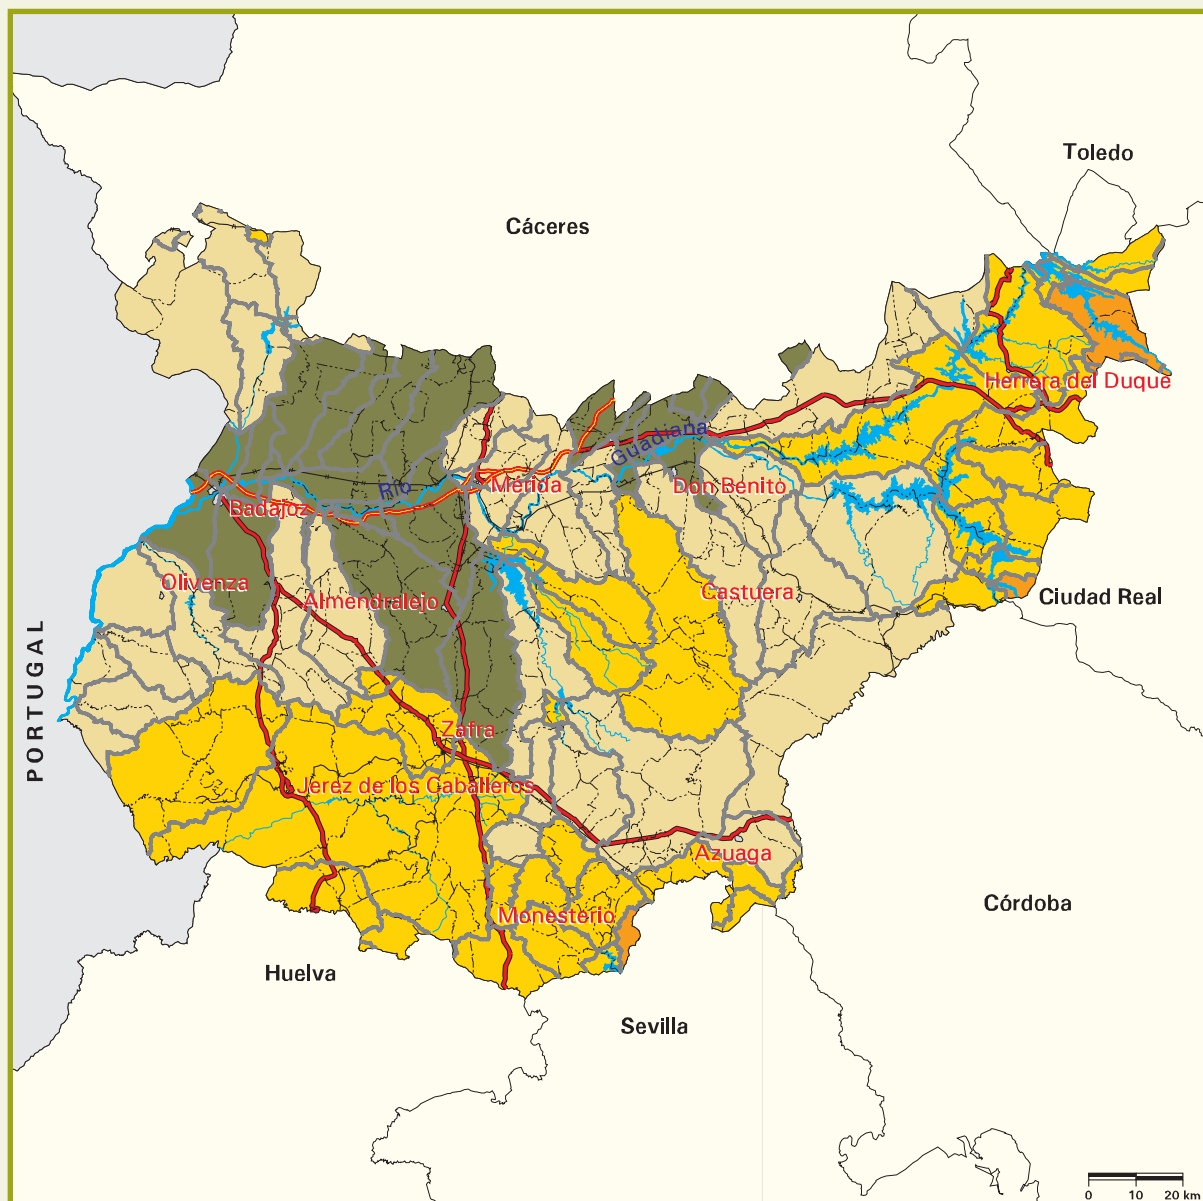 Toledo
Cáceres
Herrera del Duque
Guadiana
Río
Mérida
Don Benito
Badajoz
Olivenza
Almendralejo
Castuera
Ciudad Real
PORTUGAL
Zafra
Jerez de los Caballeros
Azuaga
Monesterio
Córdoba
Huelva
Sevilla
0 10 20 km